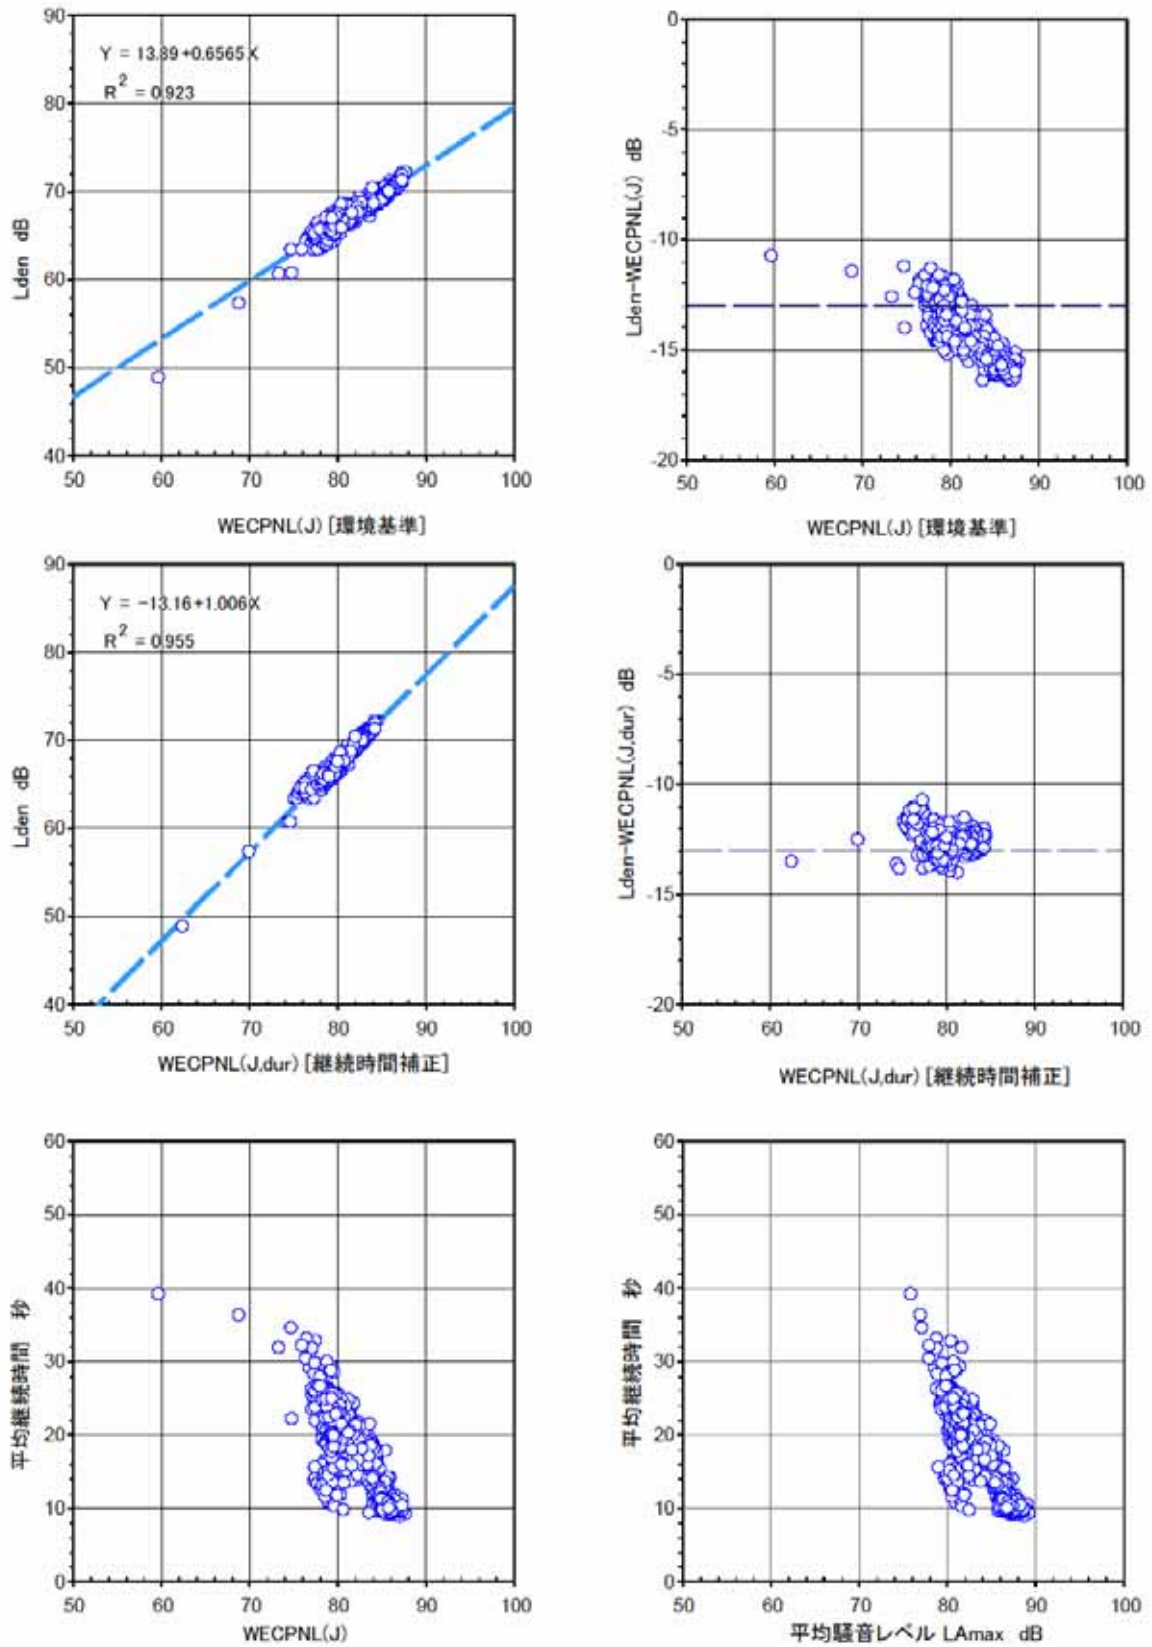 90
80
70
60
50
40
Lden dB
Y = 13.89+0.6565X
R2 = 0.923
50 60 70 80 90 100
WECPNL(J) [環境基準]
0
-5
-10
-15
-20
Lden-WECPNL(J) dB
50 60 70 80 90 100
WECPNL(J) [環境基準]
90
80
70
60
50
40
Lden dB
Y = -13.16+1.006X
R2 = 0.955
50 60 70 80 90 100
WECPNL(J,dur) [継続時間補正]
0
-5
-10
-15
-20
Lden-WECPNL(J,dur) dB
50 60 70 80 90 100
WECPNL(J,dur) [継続時間補正]
60
50
40
30
20
10
0
平均継続時間 秒
50 60 70 80 90 100
WECPNL(J)
60
50
40
30
20
10
0
平均継続時間 秒
50 60 70 80 90 100
平均騒音レベル LAmax dB